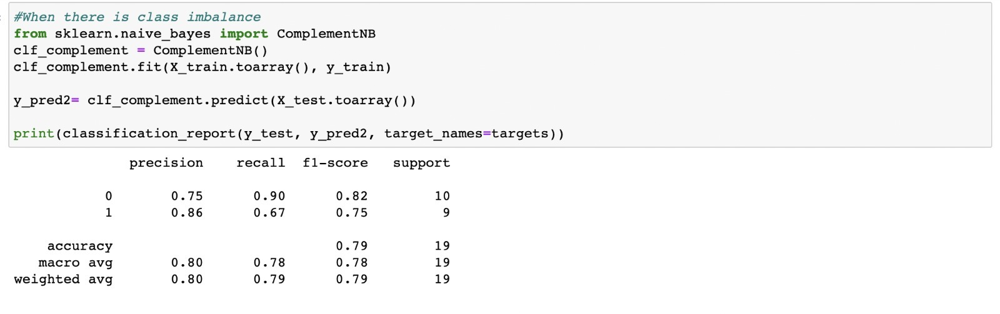 #When there is class imbalance
from sklearn.naive_bayes import ComplementNB
clf_complement = ComplementNB()
clf_complement.fit(X_train.toarray(), y_train)
y_pred2= clf_complement.predict(X_test.toarray())
print(classification_report(y_test, y_pred2, target_names=targets))
precision recall f1-score support
0 0.75 0.90 0.82 10
1 0.86 0.67 0.75 9
accuracy 0.79 19
macro avg 0.80 0.78 0.78 19
weighted avg 0.80 0.79 0.79 19